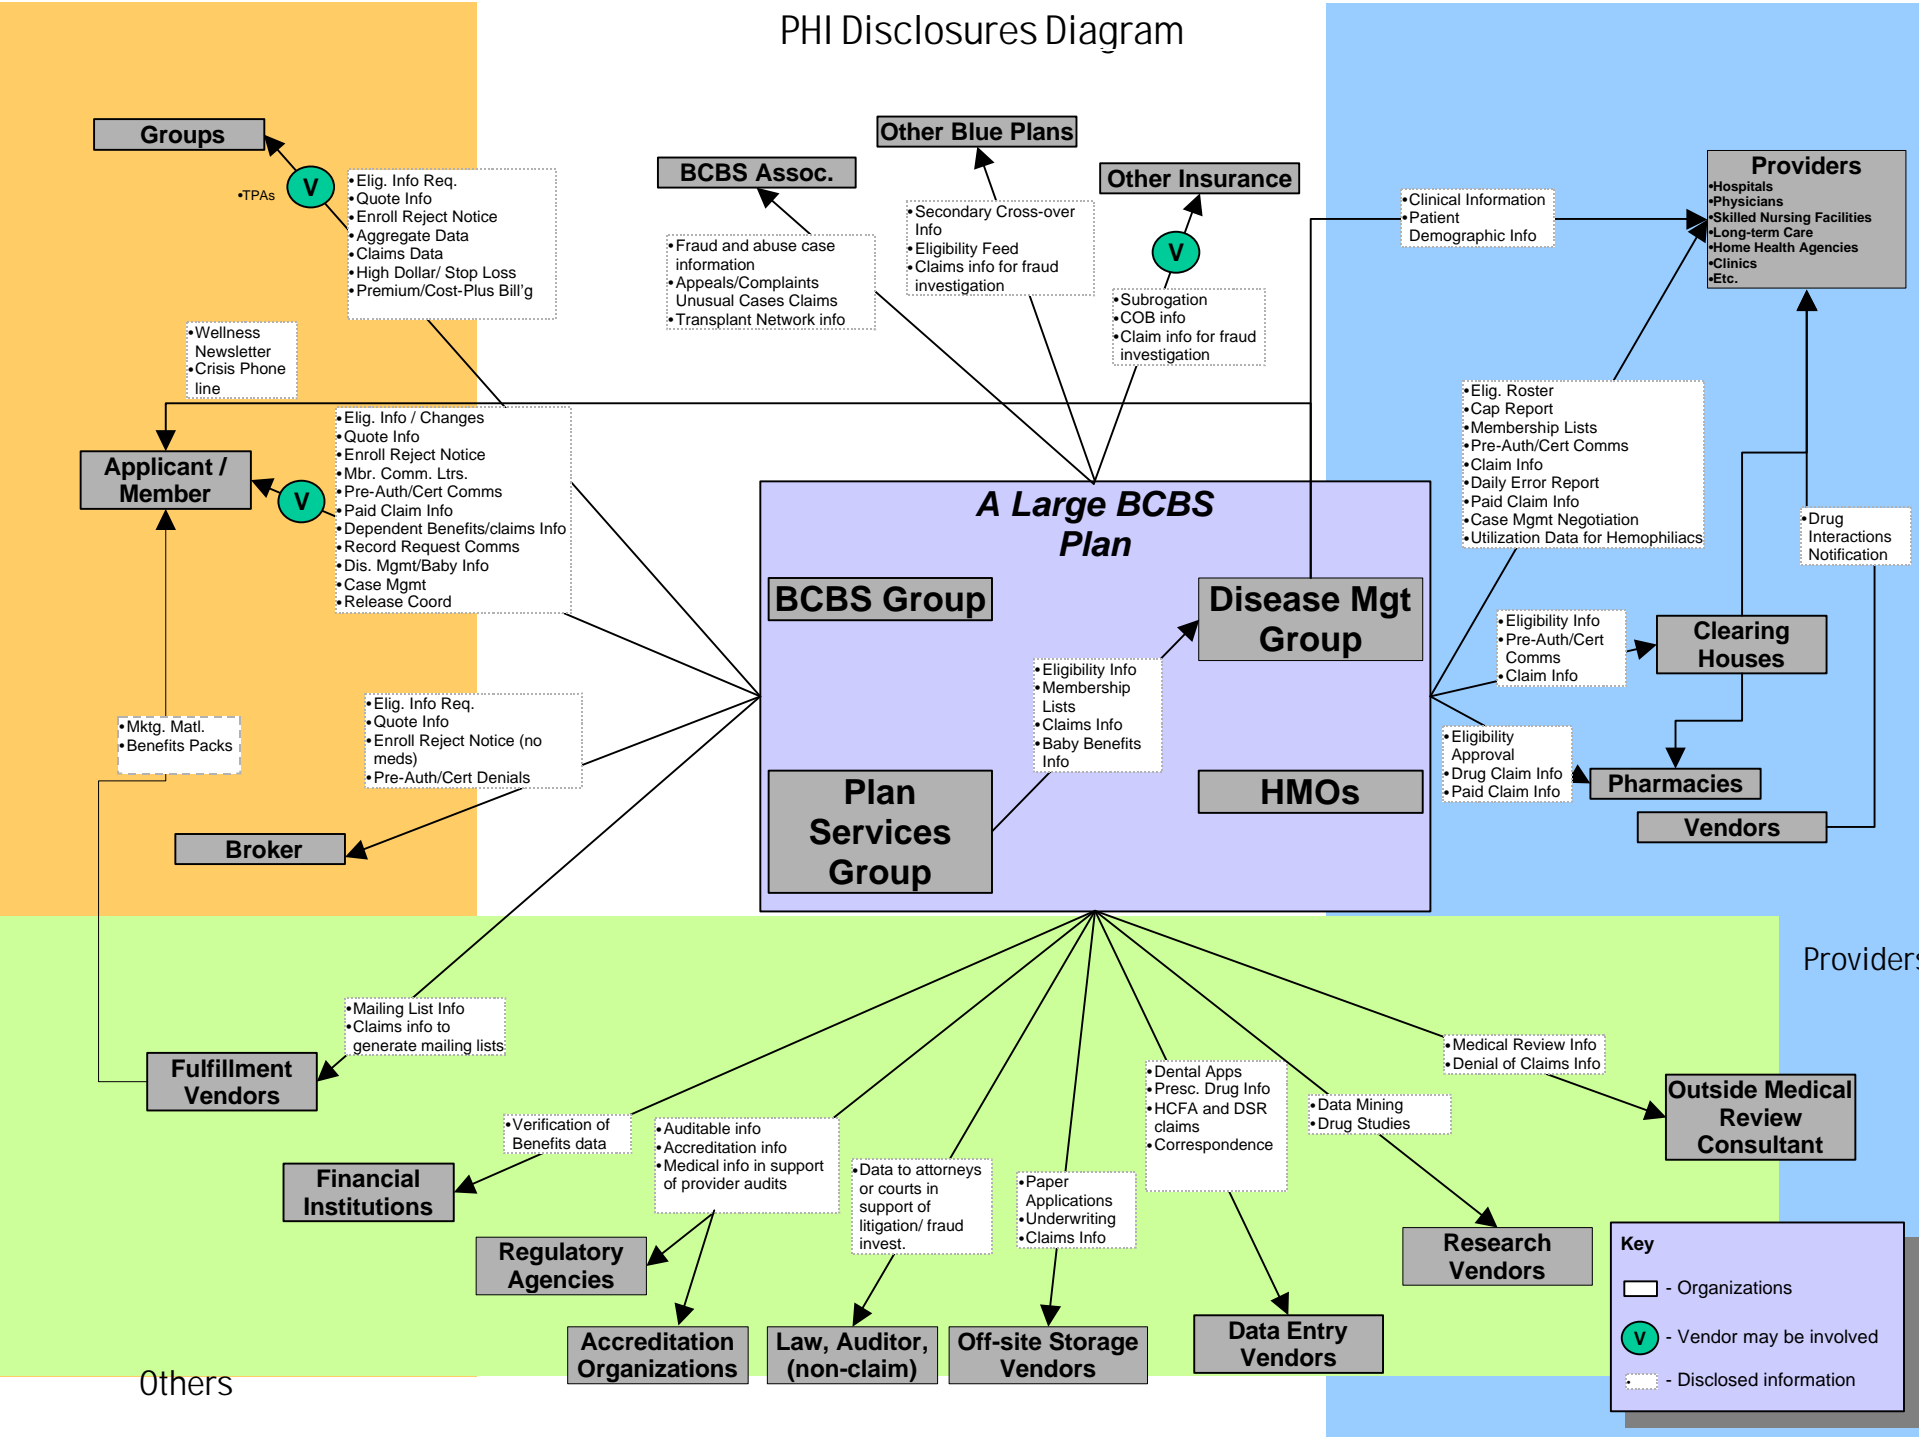 PHI Disclosures Diagram
Groups
•TPAs
V
•Elig. Info Req.
•Quote Info
•Enroll Reject Notice
•Aggregate Data
•Claims Data
•High Dollar/ Stop Loss
•Premium/Cost-Plus Bill'g
BCBS Assoc.
•Fraud and abuse case
information
•Appeals/Complaints
Unusual Cases Claims
•Transplant Network info
Other Blue Plans
•Secondary Cross-over
Info
•Eligibility Feed
•Claims info for fraud
investigation
Other Insurance
V
•Subrogation
•COB info
•Claim info for fraud
investigation
•Clinical Information
•Patient
Demographic Info
Providers
•Hospitals
•Physicians
•Skilled Nursing Facilities
•Long-term Care
•Home Health Agencies
•Clinics
•Etc.
•Wellness
Newsletter
•Crisis Phone
line
Applicant /
Member
V
•Elig. Info / Changes
•Quote Info
•Enroll Reject Notice
•Mbr. Comm. Ltrs.
•Pre-Auth/Cert Comms
•Paid Claim Info
•Dependent Benefits/claims Info
•Record Request Comms
•Dis. Mgmt/Baby Info
•Case Mgmt
•Release Coord
•Elig. Roster
•Cap Report
•Membership Lists
•Pre-Auth/Cert Comms
•Claim Info
•Daily Error Report
•Paid Claim Info
•Case Mgmt Negotiation
•Utilization Data for Hemophiliacs
•Drug
Interactions
Notification
A Large BCBS
Plan
BCBS Group
Disease Mgt
Group
•Eligibility Info
•Membership
Lists
•Claims Info
•Baby Benefits
Info
Plan
Services
Group
HMOs
•Eligibility Info
•Pre-Auth/Cert
Comms
•Claim Info
Clearing
Houses
•Eligibility
Approval
•Drug Claim Info
•Paid Claim Info
Pharmacies
Vendors
•Mktg. Matl.
•Benefits Packs
•Elig. Info Req.
•Quote Info
•Enroll Reject Notice (no
meds)
•Pre-Auth/Cert Denials
Broker
Providers
•Mailing List Info
•Claims info to
generate mailing lists
Fulfillment
Vendors
•Verification of
Benefits data
Financial
Institutions
•Auditable info
•Accreditation info
•Medical info in support
of provider audits
Regulatory
Agencies
Accreditation
Organizations
•Data to attorneys
or courts in
support of
litigation/ fraud
invest.
Law, Auditor,
(non-claim)
•Paper
Applications
•Underwriting
•Claims Info
Off-site Storage
Vendors
•Dental Apps
•Presc. Drug Info
•HCFA and DSR
claims
•Correspondence
Data Entry
Vendors
•Data Mining
•Drug Studies
Research
Vendors
•Medical Review Info
•Denial of Claims Info
Outside Medical
Review
Consultant
Others
Key
- Organizations
V - Vendor may be involved
- Disclosed information